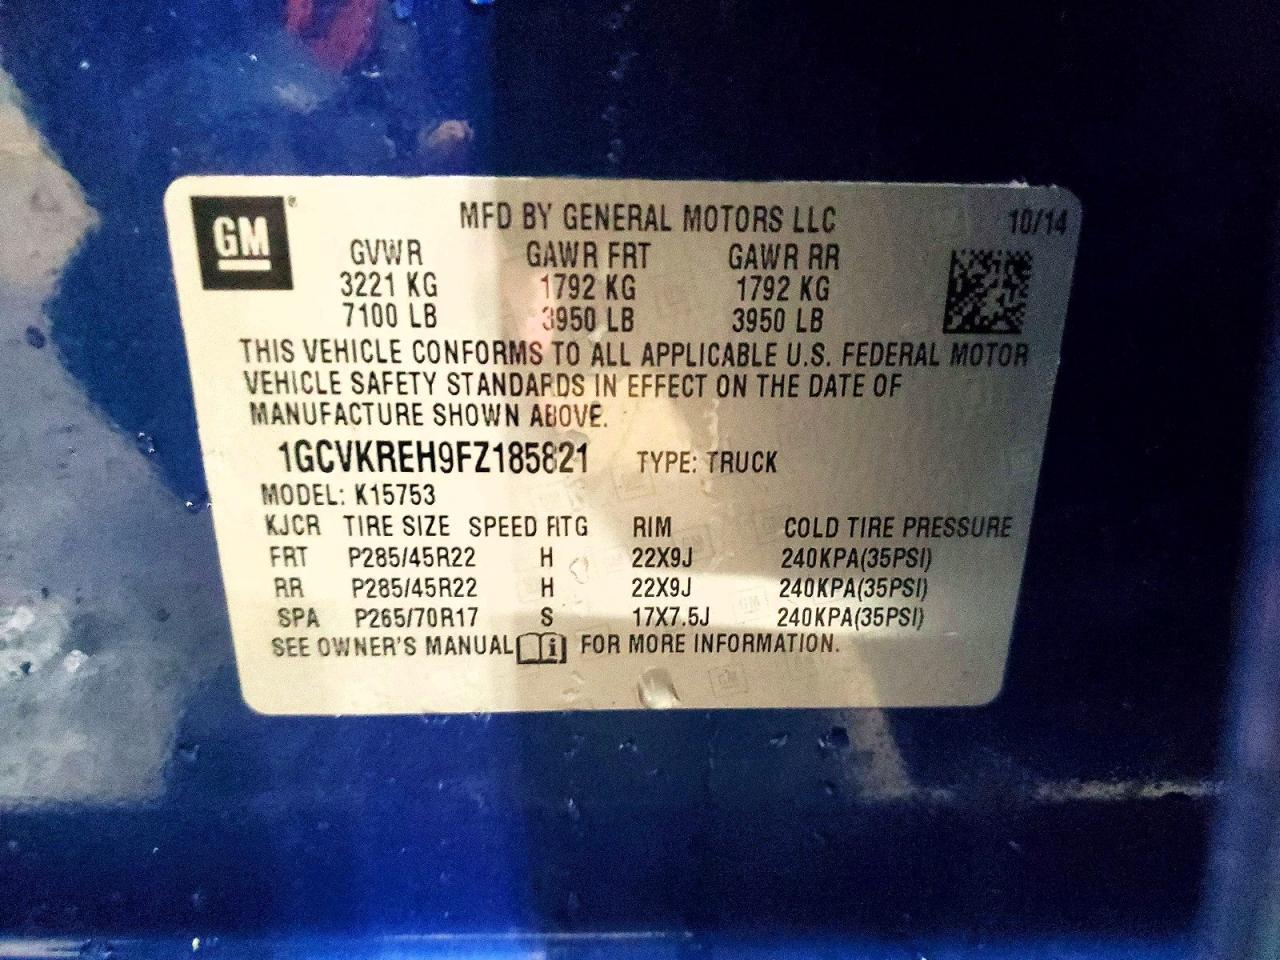 GM®
MFD BY GENERAL MOTORS LLC 10/14
GVWR GAWR FRT GAWR RR
3221 KG 1792 KG 1792 KG
7100 LB 3950 LB 3950 LB
THIS VEHICLE CONFORMS TO ALL APPLICABLE U.S. FEDERAL MOTOR
VEHICLE SAFETY STANDARDS IN EFFECT ON THE DATE OF
MANUFACTURE SHOWN ABOVE.
1GCVKREH9FZ185821 TYPE: TRUCK
MODEL: K15753
KJCR TIRE SIZE SPEED RTG RIM COLD TIRE PRESSURE
FRT P285/45R22 H 22X9J 240KPA(35PSI)
RR P285/45R22 H 22X9J 240KPA(35PSI)
SPA P265/70R17 S 17X7.5J 240KPA(35PSI)
SEE OWNER'S MANUAL i FOR MORE INFORMATION.